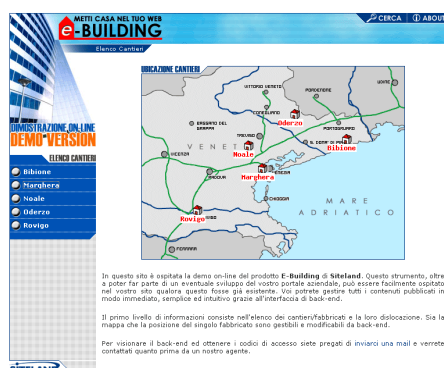 METTI CASA NEL TUO WEB
e-BUILDING
CERCA
ABOUT
Elenco Cantieri
UBICAZIONE CANTIERI
DIMOSTRAZIONE ON-LINE
DEMO VERSION
ELENCO CANTIERI
Bibione
Marghera
Noale
Oderzo
Rovigo
VITTORIO VENETO
PORDENONE
UDINE
CONEGLIANO
BASSANO DEL
GRAPPA
Oderzo
PORTOGRUARO
TREVISO
S. DONA' DI
Bibione
VENET
Noale
VICENZA
Marghera
PADOVA
CHIOGGIA
MARE
ADRIATICO
Rovigo
FERRARA
In questo sito è ospitata la demo on-line del prodotto E-Building di Siteland. Questo strumento, oltre
a poter far parte di un eventuale sviluppo del vostro portale aziendale, può essere facilmente ospitato
nel vostro sito qualora questo fosse già esistente. Voi potrete gestire tutti i contenuti pubblicati in
modo immediato, semplice ed intuitivo grazie all'interfaccia di back-end.
Il primo livello di informazioni consiste nell'elenco dei cantieri/fabbricati e la loro dislocazione. Sia la
mappa che la posizione del singolo fabbricato sono gestibili e modificabili da back-end.
Per visionare il back-end ed ottenere i codici di accesso siete pregati di inviarci una mail e verrete
contattati quanto prima da un nostro agente.